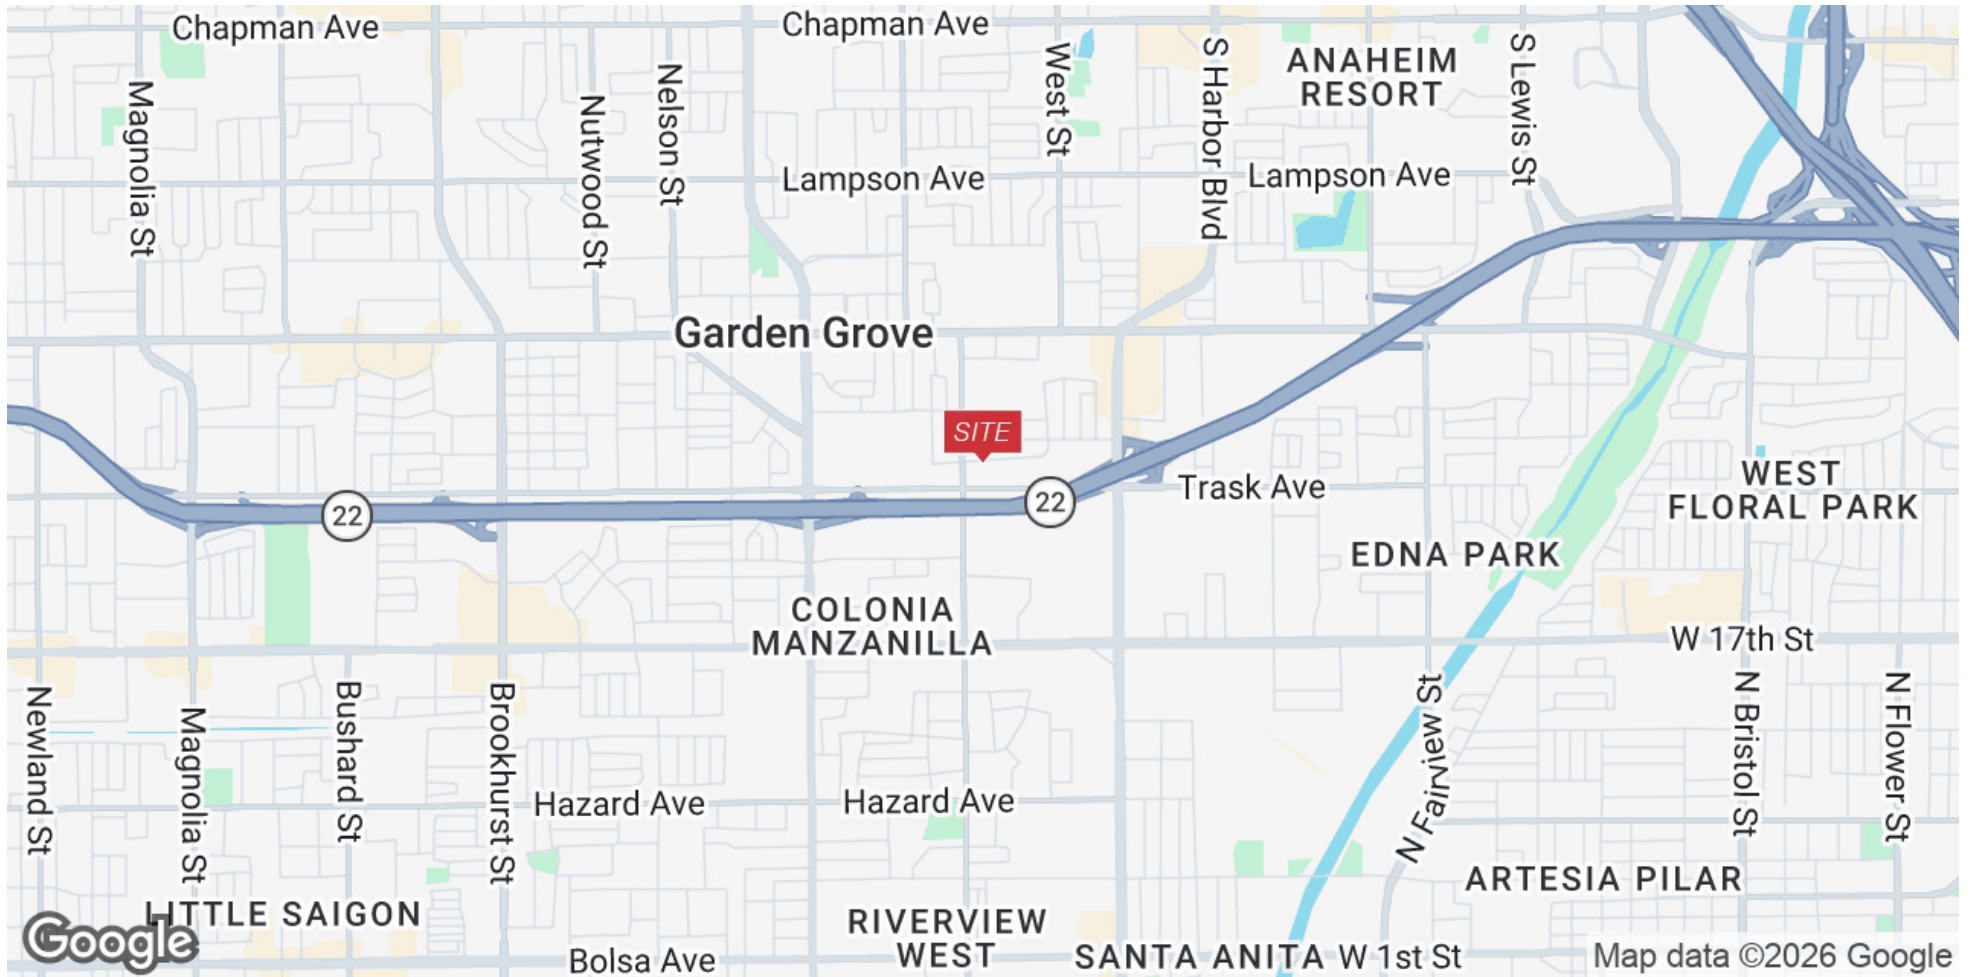 Chapman Ave
Chapman Ave
Magnolia St
Nutwood St
Nelson St
West St
S Harbor Blvd
ANAHEIM
RESORT
S Lewis St
Lampson Ave
Lampson Ave
Garden Grove
SITE
22
22
Trask Ave
WEST
FLORAL PARK
EDNA PARK
COLONIA
MANZANILLA
W 17th St
Newland St
Magnolia St
Bushard St
Brookhurst St
Hazard Ave
Hazard Ave
N Fairview St
N Bristol St
N Flower St
ARTESIA PILAR
LITTLE SAIGON
RIVERVIEW
WEST
SANTA ANITA
W 1st St
Bolsa Ave
Google
Map data ©2026 Google